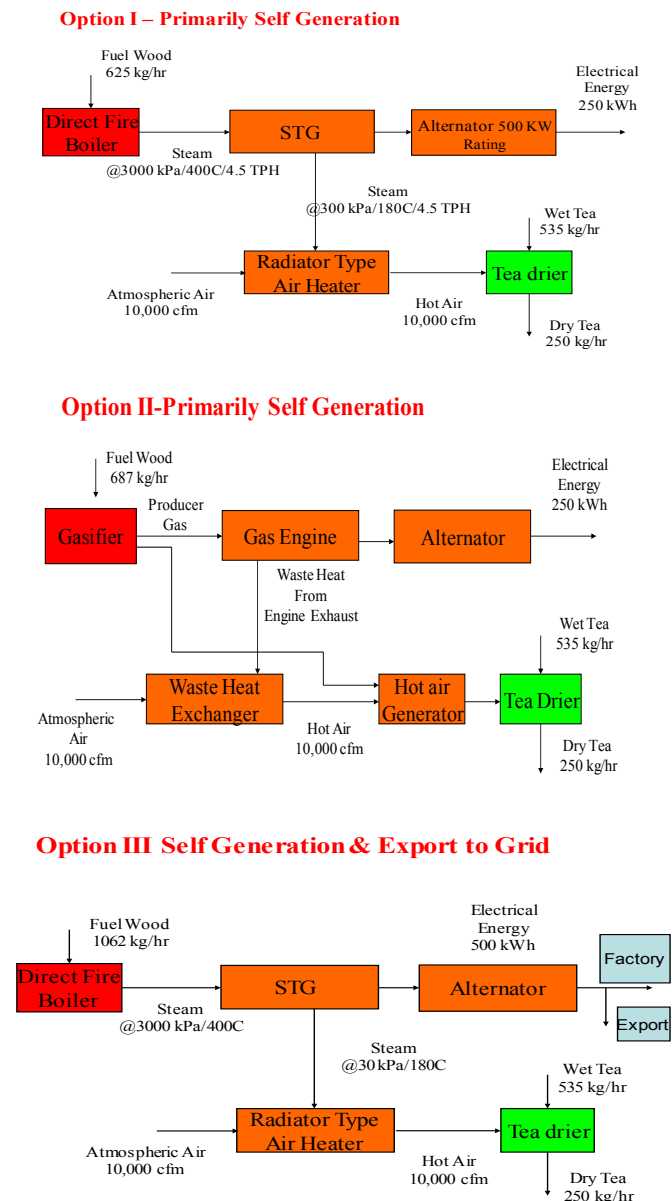 Option I – Primarily Self Generation
Fuel Wood
625 kg/hr
Electrical
Energy
250 kWh
Direct Fire
Boiler
STG
Alternator 500 KW
Rating
Steam
@3000 kPa/400C/4.5 TPH
Steam
@300 kPa/180C/4.5 TPH
Wet Tea
535 kg/hr
Radiator Type
Air Heater
Tea drier
Atmospheric Air
10,000 cfm
Hot Air
10,000 cfm
Dry Tea
250 kg/hr
Option II-Primarily Self Generation
Fuel Wood
687 kg/hr
Electrical
Energy
250 kWh
Producer
Gas
Gasifier
Gas Engine
Alternator
Waste Heat
From
Engine Exhaust
Wet Tea
535 kg/hr
Waste Heat
Exchanger
Hot air
Generator
Tea Drier
Atmospheric
Air
10,000 cfm
Hot Air
10,000 cfm
Dry Tea
250 kg/hr
Option III Self Generation & Export to Grid
Fuel Wood
1062 kg/hr
Electrical
Energy
500 kWh
Factory
Direct Fire
Boiler
STG
Alternator
Export
Steam
@3000 kPa/400C
Steam
@30 kPa/180C
Wet Tea
535 kg/hr
Radiator Type
Air Heater
Tea drier
Atmospheric Air
10,000 cfm
Hot Air
10,000 cfm
Dry Tea
250 kg/hr